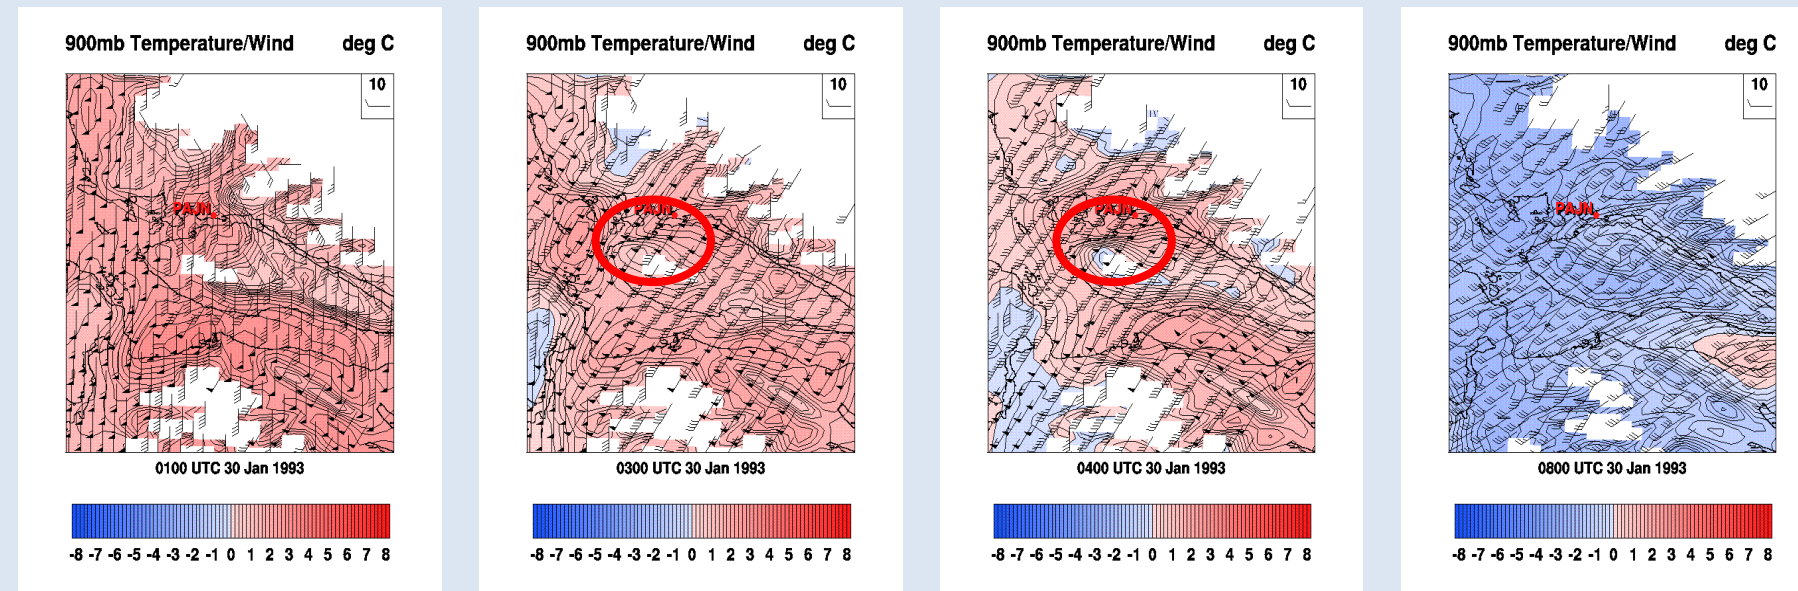 900mb Temperature/Wind deg C
10
PAJN
0100 UTC 30 Jan 1993
-8 -7 -6 -5 -4 -3 -2 -1 0 1 2 3 4 5 6 7 8
900mb Temperature/Wind deg C
10
PAJN
0300 UTC 30 Jan 1993
-8 -7 -6 -5 -4 -3 -2 -1 0 1 2 3 4 5 6 7 8
900mb Temperature/Wind deg C
10
PAJN
0400 UTC 30 Jan 1993
-8 -7 -6 -5 -4 -3 -2 -1 0 1 2 3 4 5 6 7 8
900mb Temperature/Wind deg C
10
PAJN
0800 UTC 30 Jan 1993
-8 -7 -6 -5 -4 -3 -2 -1 0 1 2 3 4 5 6 7 8